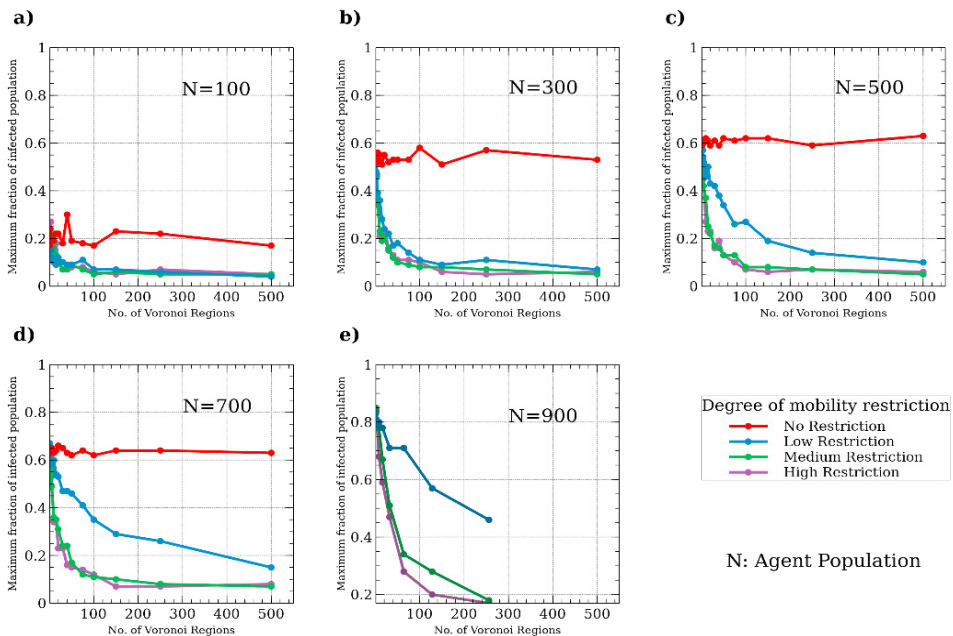 a)
Maximum fraction of infected population
1
0.8
0.6
0.4
0.2
0
N=100
100 200 300 400 500
No. of Voronoi Regions
b)
Maximum fraction of infected population
1
0.8
0.6
0.4
0.2
0
N=300
100 200 300 400 500
No. of Voronoi Regions
c)
Maximum fraction of infected population
1
0.8
0.6
0.4
0.2
0
N=500
100 200 300 400 500
No. of Voronoi Regions
d)
Maximum fraction of infected population
1
0.8
0.6
0.4
0.2
0
N=700
100 200 300 400 500
No. of Voronoi Regions
e)
Maximum fraction of infected population
1
0.8
0.6
0.4
0.2
N=900
100 200 300 400 500
No. of Voronoi Regions
Degree of mobility restriction
No Restriction
Low Restriction
Medium Restriction
High Restriction
N: Agent Population